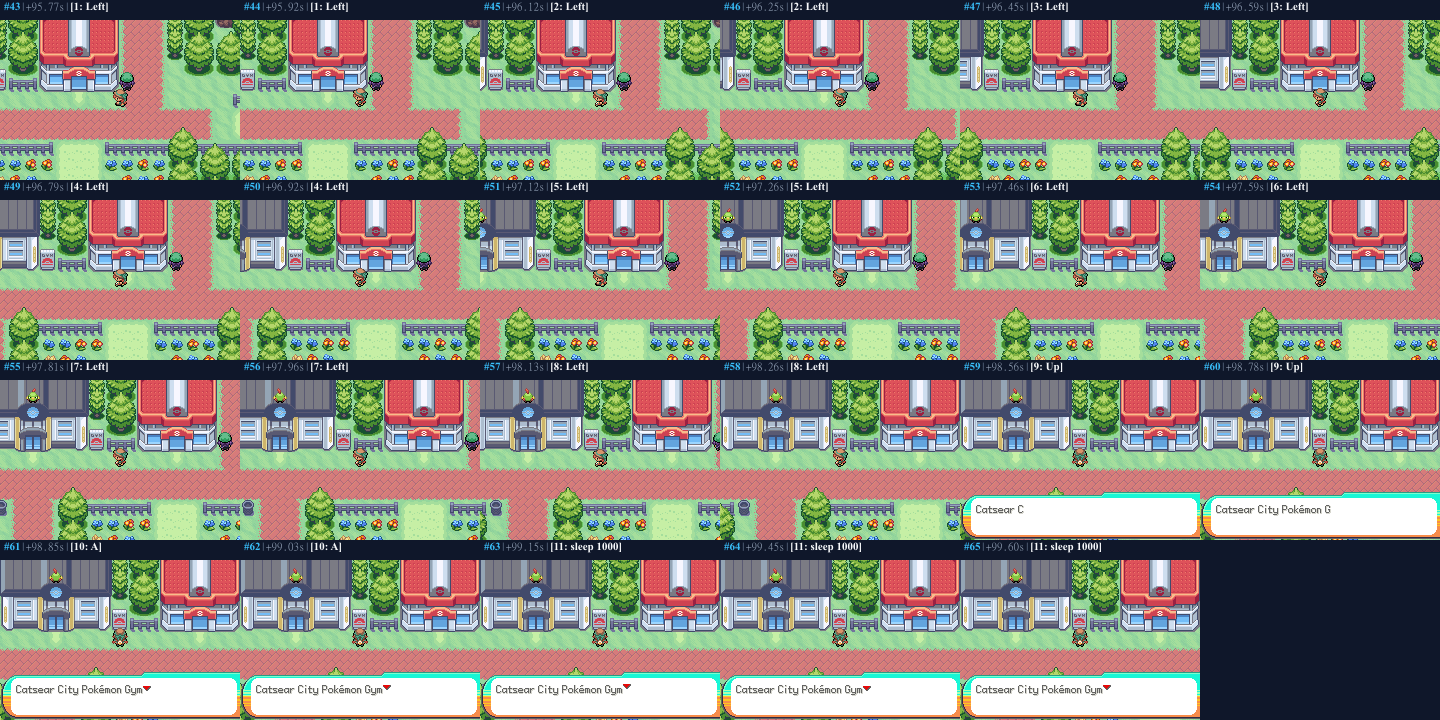 #43|+95.77s|[1: Left]
#44|+95.92s|[1: Left]
#45|+96.12s|[2: Left]
#46|+96.25s|[2: Left]
#47|+96.45s|[3: Left]
#48|+96.59s|[3: Left]
#49|+96.79s|[4: Left]
#50|+96.92s|[4: Left]
#51|+97.12s|[5: Left]
#52|+97.26s|[5: Left]
#53|+97.46s|[6: Left]
#54|+97.59s|[6: Left]
#55|+97.81s|[7: Left]
#56|+97.96s|[7: Left]
#57|+98.13s|[8: Left]
#58|+98.26s|[8: Left]
#59|+98.56s|[9: Up]
#60|+98.78s|[9: Up]
Catsear C
Catsear City Pokémon G
#61|+98.85s|[10: A]
#62|+99.03s|[10: A]
#63|+99.15s|[11: sleep 1000]
#64|+99.45s|[11: sleep 1000]
#65|+99.60s|[11: sleep 1000]
Catsear City Pokémon Gym
Catsear City Pokémon Gym
Catsear City Pokémon Gym
Catsear City Pokémon Gym
Catsear City Pokémon Gym